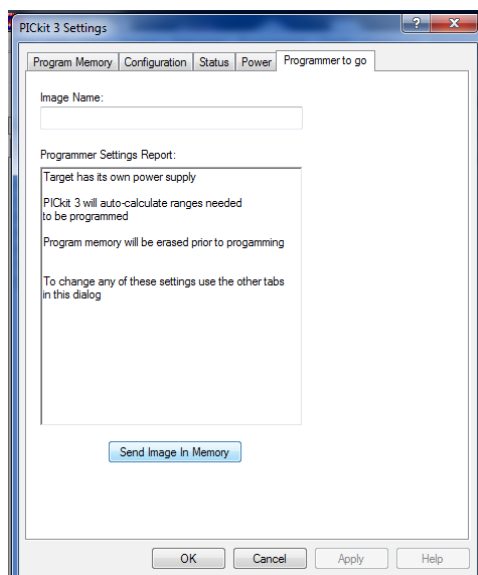 PICkit 3 Settings
?
X
Program Memory Configuration Status Power Programmer to go
Image Name:
Programmer Settings Report:
Target has its own power supply
PICkit 3 will auto-calculate ranges needed
to be programmed
Program memory will be erased prior to progamming
To change any of these settings use the other tabs
in this dialog
Send Image In Memory
OK Cancel Apply Help